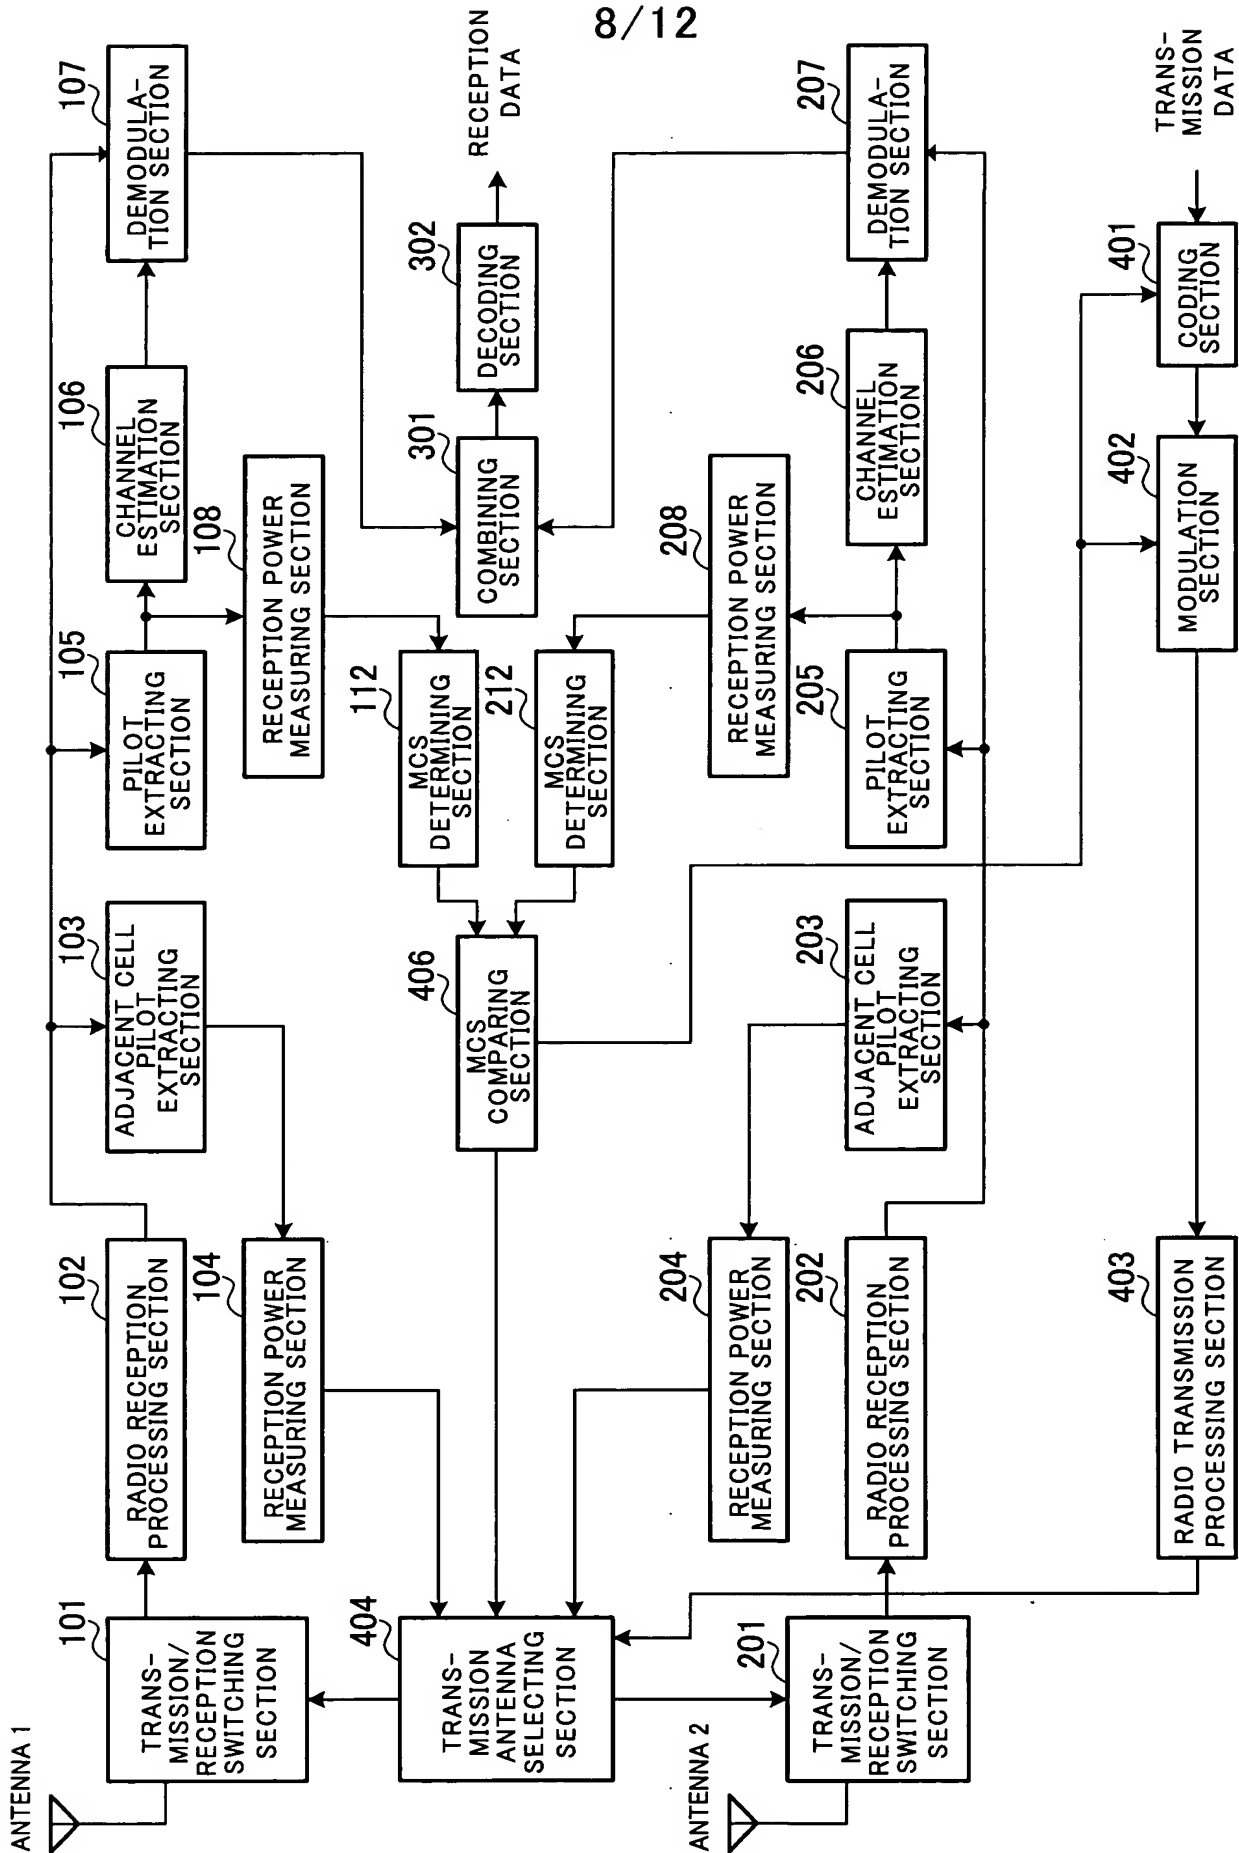 8/12
ANTENNA 1
101
TRANS-
MISSION/
RECEPTION
SWITCHING
SECTION
102
RADIO RECEPTION
PROCESSING SECTION
103
ADJACENT CELL
PILOT
EXTRACTING
SECTION
105
PILOT
EXTRACTING
SECTION
106
CHANNEL
ESTIMATION
SECTION
107
DEMODULA-
TION SECTION
104
RECEPTION POWER
MEASURING SECTION
108
RECEPTION POWER
MEASURING SECTION
404
TRANS-
MISSION
ANTENNA
SELECTING
SECTION
406
MCS
COMPARING
SECTION
112
MCS
DETERMINING
SECTION
212
MCS
DETERMINING
SECTION
301
COMBINING
SECTION
302
DECODING
SECTION
RECEPTION
DATA
204
RECEPTION POWER
MEASURING SECTION
208
RECEPTION POWER
MEASURING SECTION
ANTENNA 2
201
TRANS-
MISSION/
RECEPTION
SWITCHING
SECTION
202
RADIO RECEPTION
PROCESSING SECTION
203
ADJACENT CELL
PILOT
EXTRACTING
SECTION
205
PILOT
EXTRACTING
SECTION
206
CHANNEL
ESTIMATION
SECTION
207
DEMODULA-
TION SECTION
403
RADIO TRANSMISSION
PROCESSING SECTION
402
MODULATION
SECTION
401
CODING
SECTION
TRANS-
MISSION
DATA